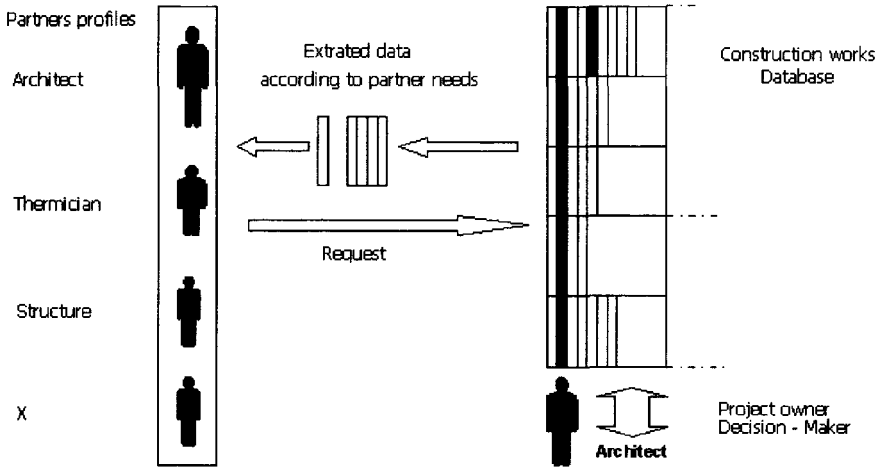 Partners profiles
Architect
Thermician
Structure
X
Extrated data
according to partner needs
Request
Construction works
Database
Architect
Project owner
Decision - Maker